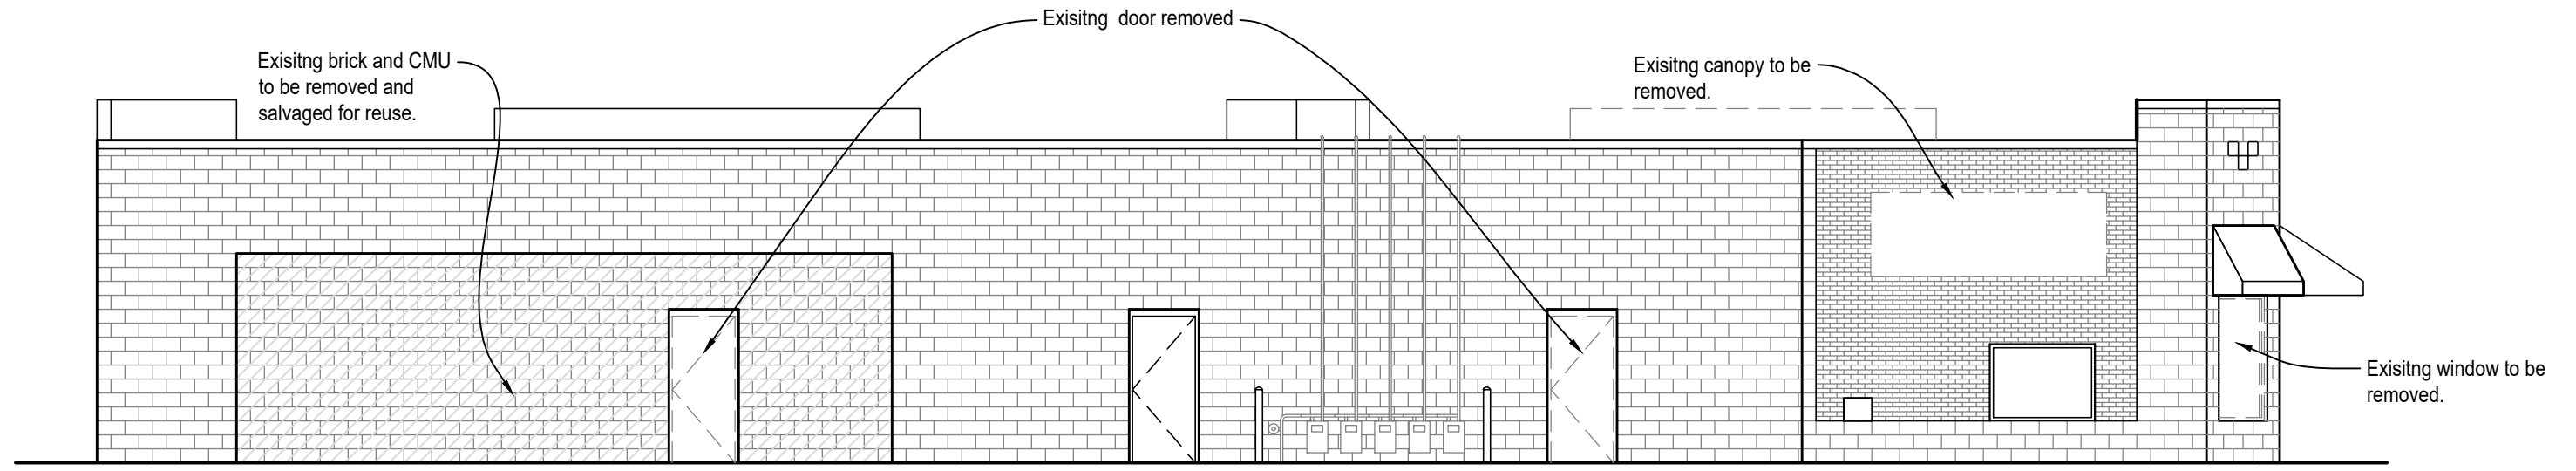 Exisitng  door removed
Exisitng brick and CMU
to be removed and
salvaged for reuse.
Exisitng canopy to be
removed.
Exisitng window to be
removed.